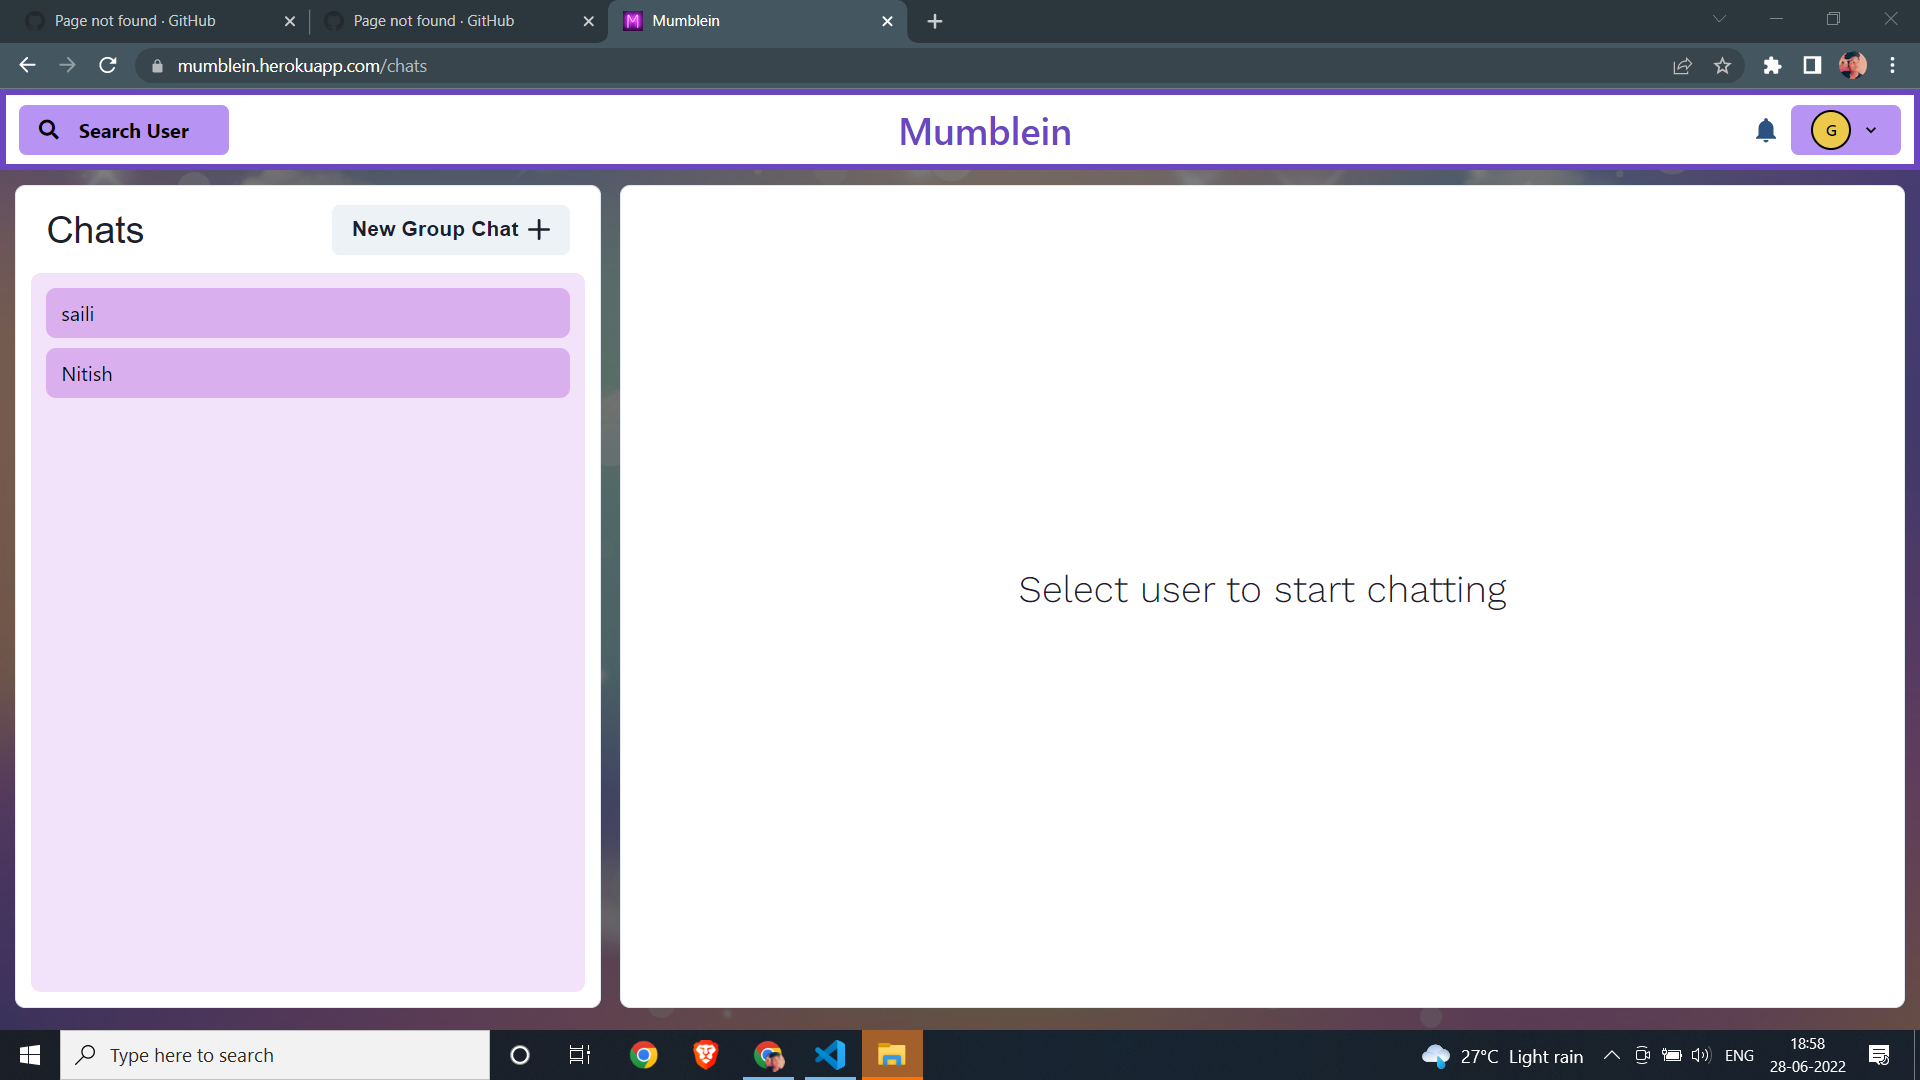 Page not found · GitHub
Page not found · GitHub
M Mumblein
mumblein.herokuapp.com/chats
Search User
Mumblein
G
Chats
New Group Chat
saili
Nitish
Select user to start chatting
Type here to search
27°C Light rain
ENG
18:58
28-06-2022